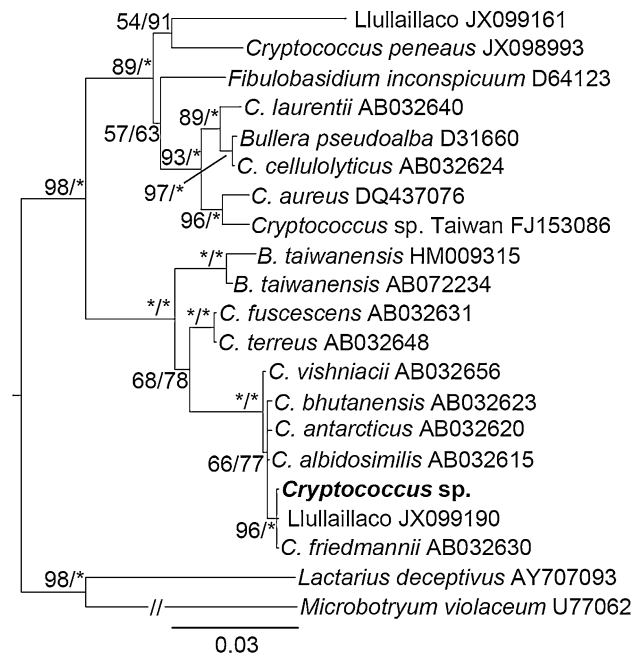 54/91
Llullaillaco JX099161
Cryptococcus peneaus JX098993
89/*
Fibulobasidium inconspicuum D64123
C. laurentii AB032640
89/*
57/63
Bullera pseudoalba D31660
93/*
C. cellulolyticus AB032624
98/*
97/*
C. aureus DQ437076
96/*
Cryptococcus sp. Taiwan FJ153086
*/*
B. taiwanensis HM009315
B. taiwanensis AB072234
*/*
*/*
C. fuscescens AB032631
C. terreus AB032648
68/78
C. vishniacii AB032656
*/*
C. bhutanensis AB032623
C. antarcticus AB032620
66/77
C. albidosimilis AB032615
Cryptococcus sp.
Llullaillaco JX099190
96/*
C. friedmannii AB032630
98/*
Lactarius deceptivus AY707093
//
Microbotryum violaceum U77062
0.03